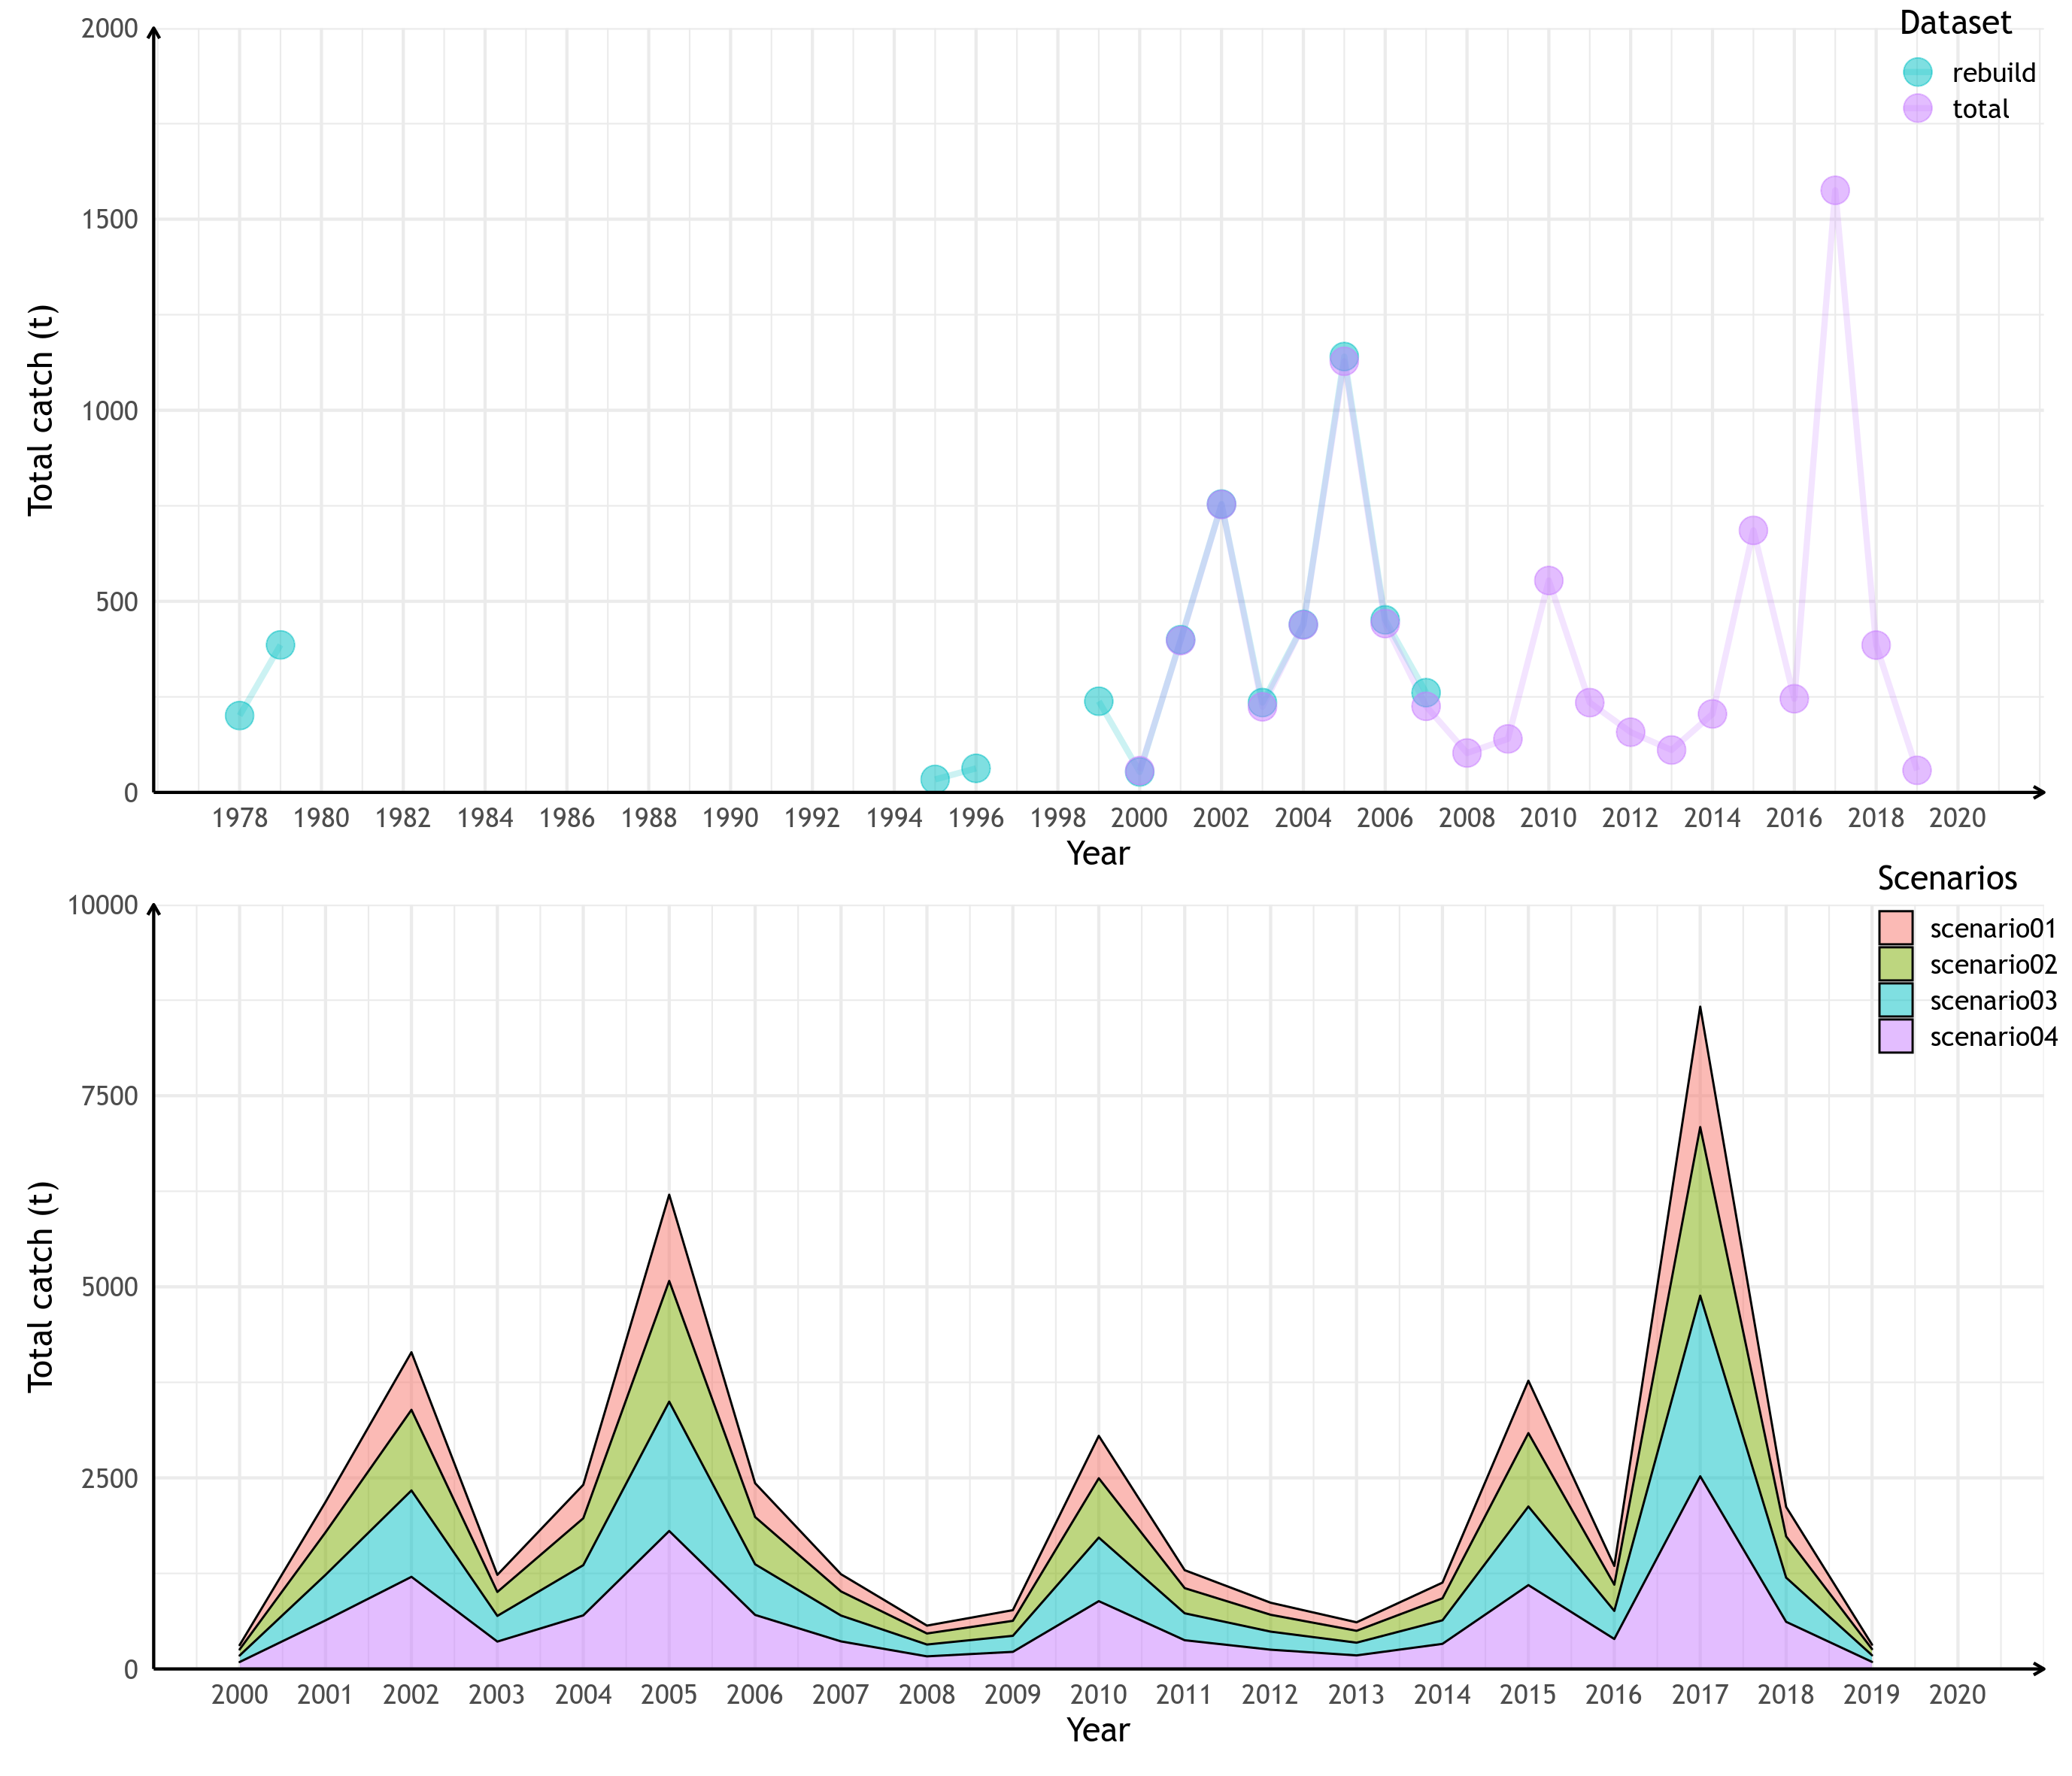 Dataset
rebuild
total
Total catch (t)
2000
1500
1000
500
0
1978 1980 1982 1984 1986 1988 1990 1992 1994 1996 1998 2000 2002 2004 2006 2008 2010 2012 2014 2016 2018 2020
Year
Scenarios
scenario01
scenario02
scenario03
scenario04
Total catch (t)
10000
7500
5000
2500
0
2000 2001 2002 2003 2004 2005 2006 2007 2008 2009 2010 2011 2012 2013 2014 2015 2016 2017 2018 2019 2020
Year